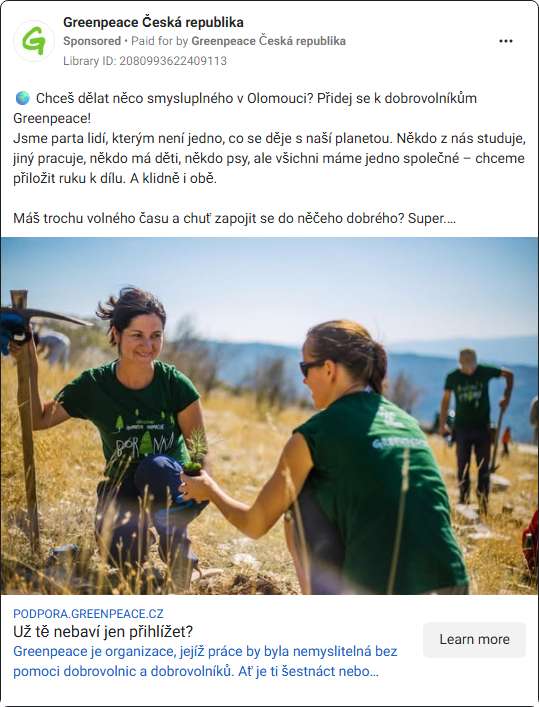 Greenpeace Česká republika
Sponsored • Paid for by Greenpeace Česká republika
Library ID: 2080993622409113
🌍 Chceš dělat něco smysluplného v Olomouci? Přidej se k dobrovolníkům
Greenpeace!
Jsme parta lidí, kterým není jedno, co se děje s naší planetou. Někdo z nás studuje,
jiný pracuje, někdo má děti, někdo psy, ale všichni máme jedno společné – chceme
přiložit ruku k dílu. A klidně i obě.
Máš trochu volného času a chuť zapojit se do něčeho dobrého? Super....
PODPORA.GREENPEACE.CZ
Už tě nebaví jen přihlížet?
Greenpeace je organizace, jejíž práce by byla nemyslitelná bez
pomoci dobrovolnic a dobrovolníků. Ať je ti šestnáct nebo...
Learn more